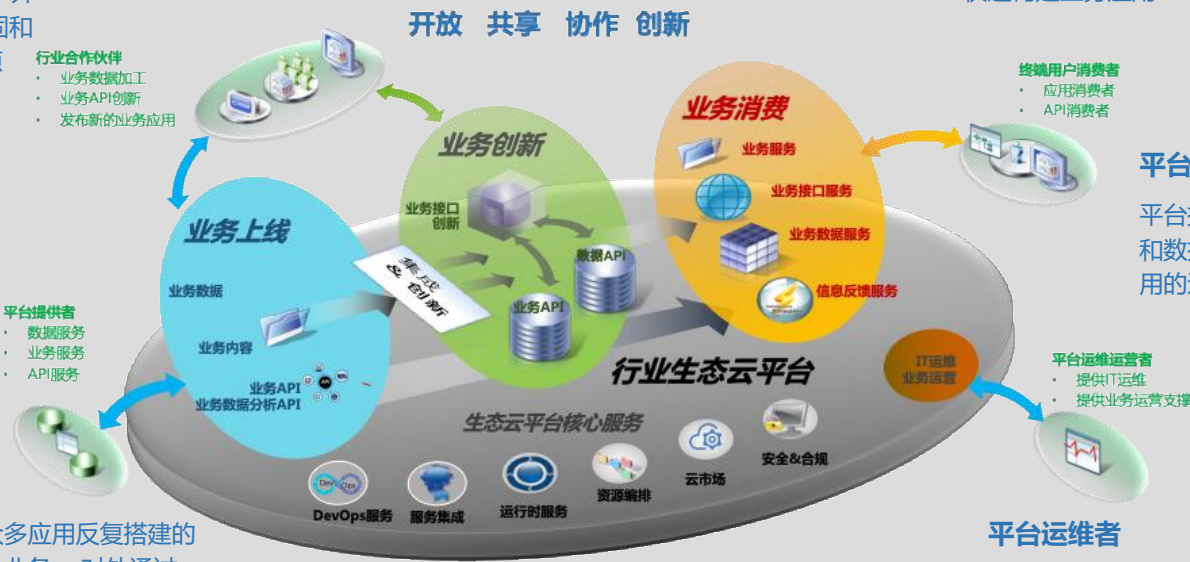 开放 共享 协作 创新
固和
行业合作伙伴
• 业务数据加工
• 业务API创新
• 发布新的业务应用
终端用户消费者
• 应用消费者
• API消费者
业务消费
业务服务
业务接口服务
业务数据服务
信息反馈服务
业务创新
业务接口
创新
数据API
业务API
集成
& 创新
业务上线
业务数据
业务内容
业务API
业务数据分析API
API
平台提供者
• 数据服务
• 业务服务
• API服务
平台
用的
行业生态云平台
IT运维
业务运营
平台运维运营者
• 提供IT运维
• 提供业务运营支撑
生态云平台核心服务
Dev Ops
DevOps服务
服务集成
运行时服务
资源编排
云市场
安全&合规
众多应用反复搭建的
平台运维者